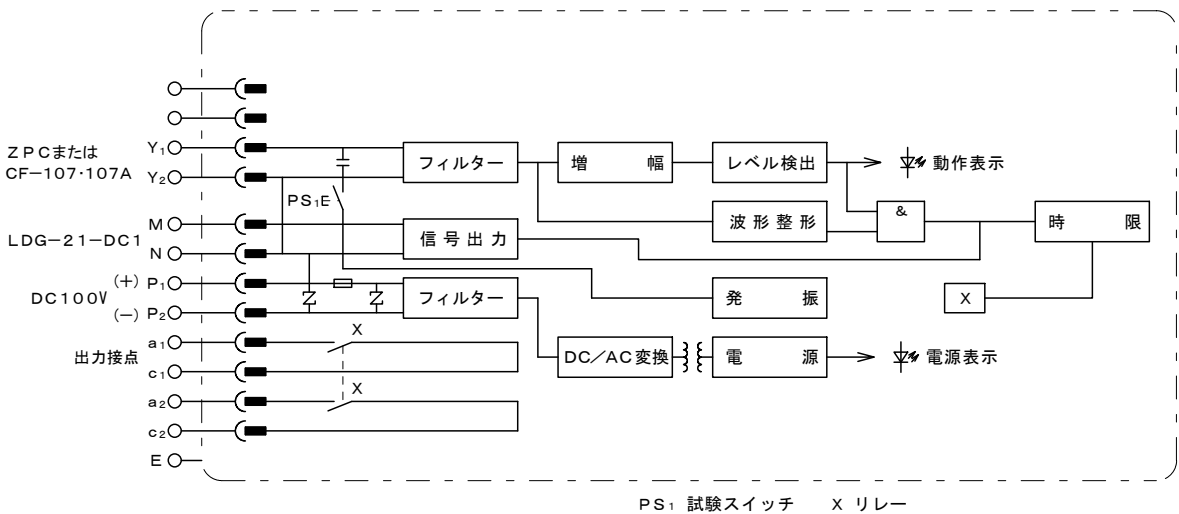 ZPCまたは
CF-107・107A
Y1
Y2
フィルター
増幅
レベル検出
動作表示
PS1E
LDG-21-DC1
M
N
信号出力
波形整形
&
時限
DC100V
(+) P1
(-) P2
フィルター
発振
X
出力接点
a1
c1
a2
c2
E
X
X
DC/AC変換
電源
電源表示
PS1 試験スイッチ X リレー